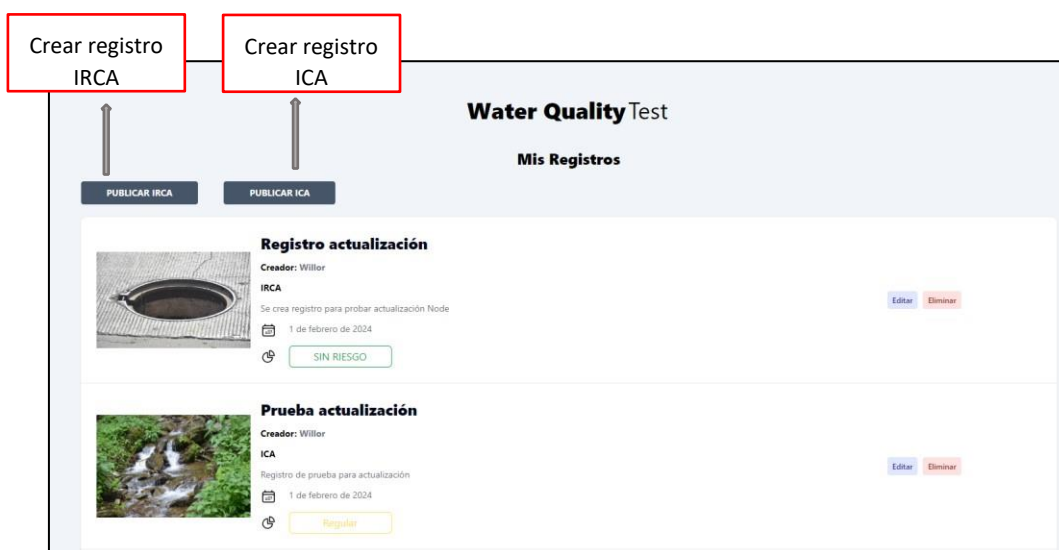 Crear registro
IRCA
Crear registro
ICA
Water Quality Test
Mis Registros
PUBLICAR IRCA
PUBLICAR ICA
Registro actualización
Creador: Willor
IRCA
Se crea registro para probar actualización Node
1 de febrero de 2024
SIN RIESGO
Editar Eliminar
Prueba actualización
Creador: Willor
ICA
Registro de prueba para actualización
1 de febrero de 2024
Regular
Editar Eliminar